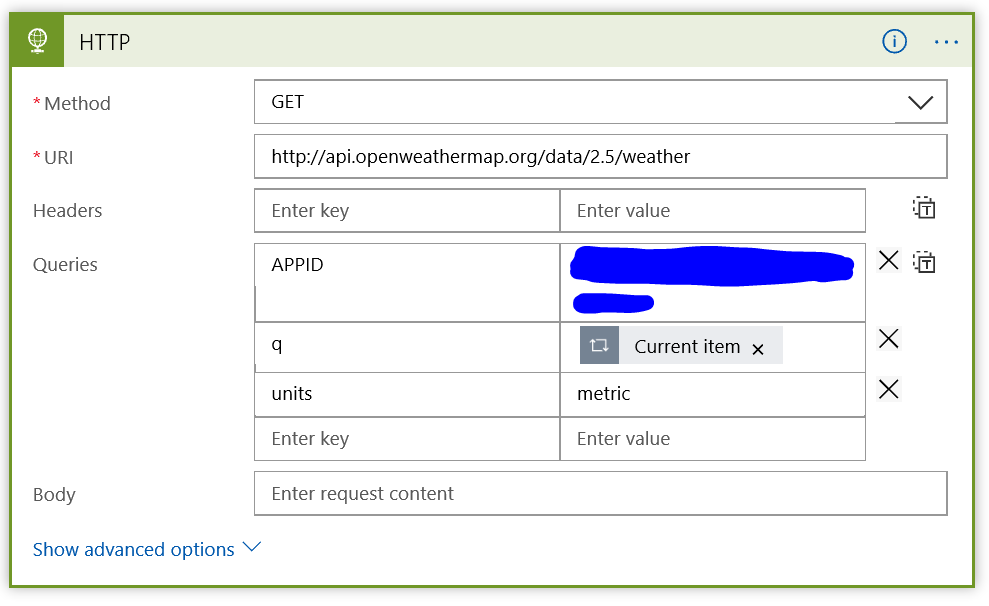 HTTP
* Method GET
* URI http://api.openweathermap.org/data/2.5/weather
Headers Enter key Enter value
Queries APPID
q Current item
units metric
Enter key Enter value
Body Enter request content
Show advanced options